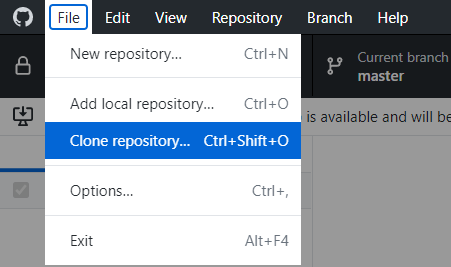 File Edit View Repository Branch Help
New repository... Ctrl+N
Current branch
master
Add local repository... Ctrl+O
is available and will be
Clone repository... Ctrl+Shift+O
Options... Ctrl+,
Exit Alt+F4